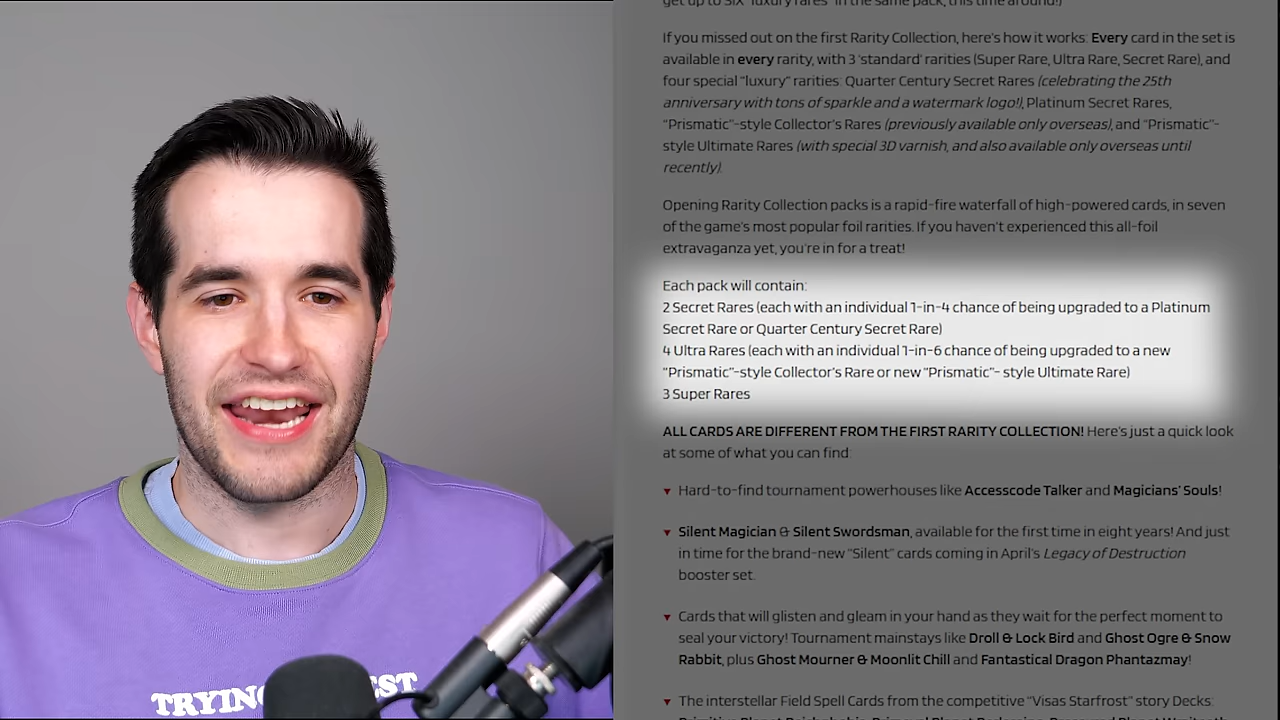 get up to SIX "luxury rares" in the same pack, this time around!)
If you missed out on the first Rarity Collection, here's how it works: Every card in the set is
available in every rarity, with 3 'standard' rarities (Super Rare, Ultra Rare, Secret Rare), and
four special "luxury" rarities: Quarter Century Secret Rares (celebrating the 25th
anniversary with tons of sparkle and a watermark logo!), Platinum Secret Rares,
"Prismatic"-style Collector's Rares (previously available only overseas), and "Prismatic"-
style Ultimate Rares (with special 3D varnish, and also available only overseas until
recently).
Opening Rarity Collection packs is a rapid-fire waterfall of high-powered cards, in seven
of the game's most popular foil rarities. If you haven't experienced this all-foil
extravaganza yet, you're in for a treat!
Each pack will contain:
2 Secret Rares (each with an individual 1-in-4 chance of being upgraded to a Platinum
Secret Rare or Quarter Century Secret Rare)
4 Ultra Rares (each with an individual 1-in-6 chance of being upgraded to a new
"Prismatic"-style Collector's Rare or new "Prismatic"- style Ultimate Rare)
3 Super Rares
ALL CARDS ARE DIFFERENT FROM THE FIRST RARITY COLLECTION! Here's just a quick look
at some of what you can find:
Hard-to-find tournament powerhouses like Accesscode Talker and Magicians' Souls!
Silent Magician & Silent Swordsman, available for the first time in eight years! And just
in time for the brand-new "Silent" cards coming in April's Legacy of Destruction
booster set.
Cards that will glisten and gleam in your hand as they wait for the perfect moment to
seal your victory! Tournament mainstays like Droll & Lock Bird and Ghost Ogre & Snow
Rabbit, plus Ghost Mourner & Moonlit Chill and Fantastical Dragon Phantazmay!
The interstellar Field Spell Cards from the competitive "Visas Starfrost" story Decks:
TRYING